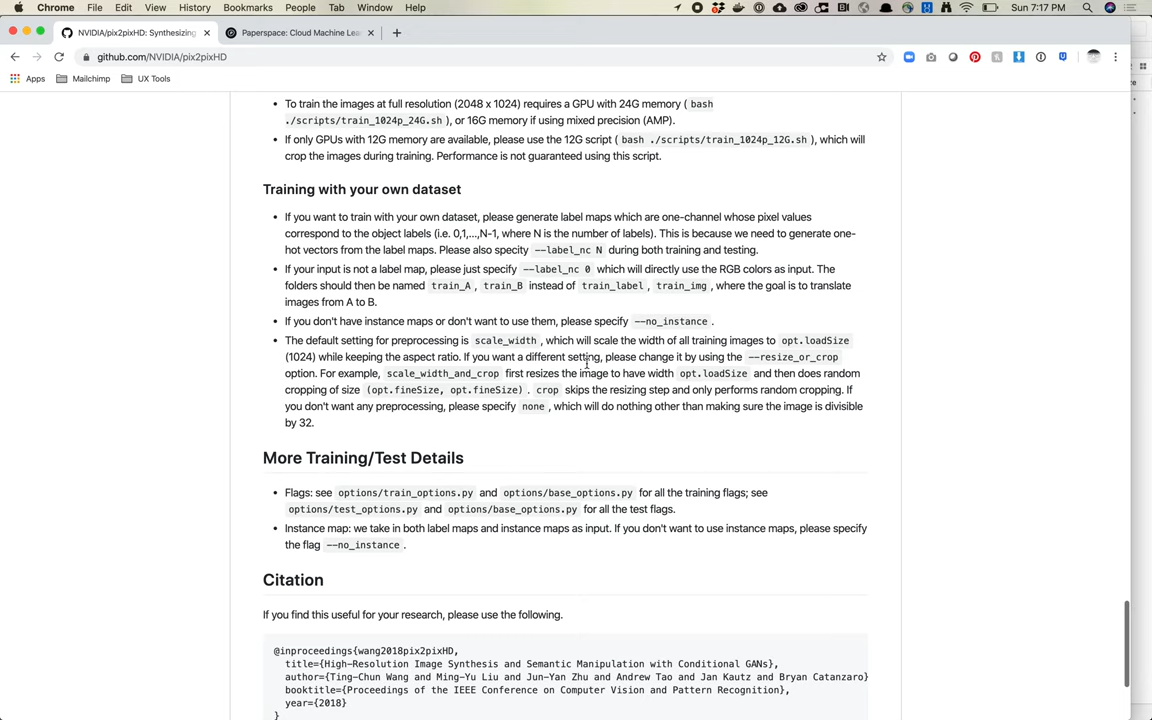 Chrome File Edit View History Bookmarks People Tab Window Help Sun 7:17 PM
NVIDIA/pix2pixHD: Synthesizing × Paperspace: Cloud Machine Lea × +
github.com/NVIDIA/pix2pixHD
Apps Mailchimp UX Tools
• To train the images at full resolution (2048 x 1024) requires a GPU with 24G memory ( bash
./scripts/train_1024p_24G.sh ), or 16G memory if using mixed precision (AMP).
• If only GPUs with 12G memory are available, please use the 12G script ( bash ./scripts/train_1024p_12G.sh ), which will
crop the images during training. Performance is not guaranteed using this script.
Training with your own dataset
• If you want to train with your own dataset, please generate label maps which are one-channel whose pixel values
correspond to the object labels (i.e. 0,1,...,N-1, where N is the number of labels). This is because we need to generate one-
hot vectors from the label maps. Please also specify --label_nc N during both training and testing.
• If your input is not a label map, please just specify --label_nc 0 which will directly use the RGB colors as input. The
folders should then be named train_A , train_B instead of train_label , train_img , where the goal is to translate
images from A to B.
• If you don't have instance maps or don't want to use them, please specify --no_instance .
• The default setting for preprocessing is scale_width , which will scale the width of all training images to opt.loadSize
(1024) while keeping the aspect ratio. If you want a different setting, please change it by using the --resize_or_crop
option. For example, scale_width_and_crop first resizes the image to have width opt.loadSize and then does random
cropping of size (opt.fineSize, opt.fineSize) . crop skips the resizing step and only performs random cropping. If
you don't want any preprocessing, please specify none , which will do nothing other than making sure the image is divisible
by 32.
More Training/Test Details
• Flags: see options/train_options.py and options/base_options.py for all the training flags; see
options/test_options.py and options/base_options.py for all the test flags.
• Instance map: we take in both label maps and instance maps as input. If you don't want to use instance maps, please specify
the flag --no_instance .
Citation
If you find this useful for your research, please use the following.
@inproceedings{wang2018pix2pixHD,
title={High-Resolution Image Synthesis and Semantic Manipulation with Conditional GANs},
author={Ting-Chun Wang and Ming-Yu Liu and Jun-Yan Zhu and Andrew Tao and Jan Kautz and Bryan Catanzaro}
booktitle={Proceedings of the IEEE Conference on Computer Vision and Pattern Recognition},
year={2018}
}